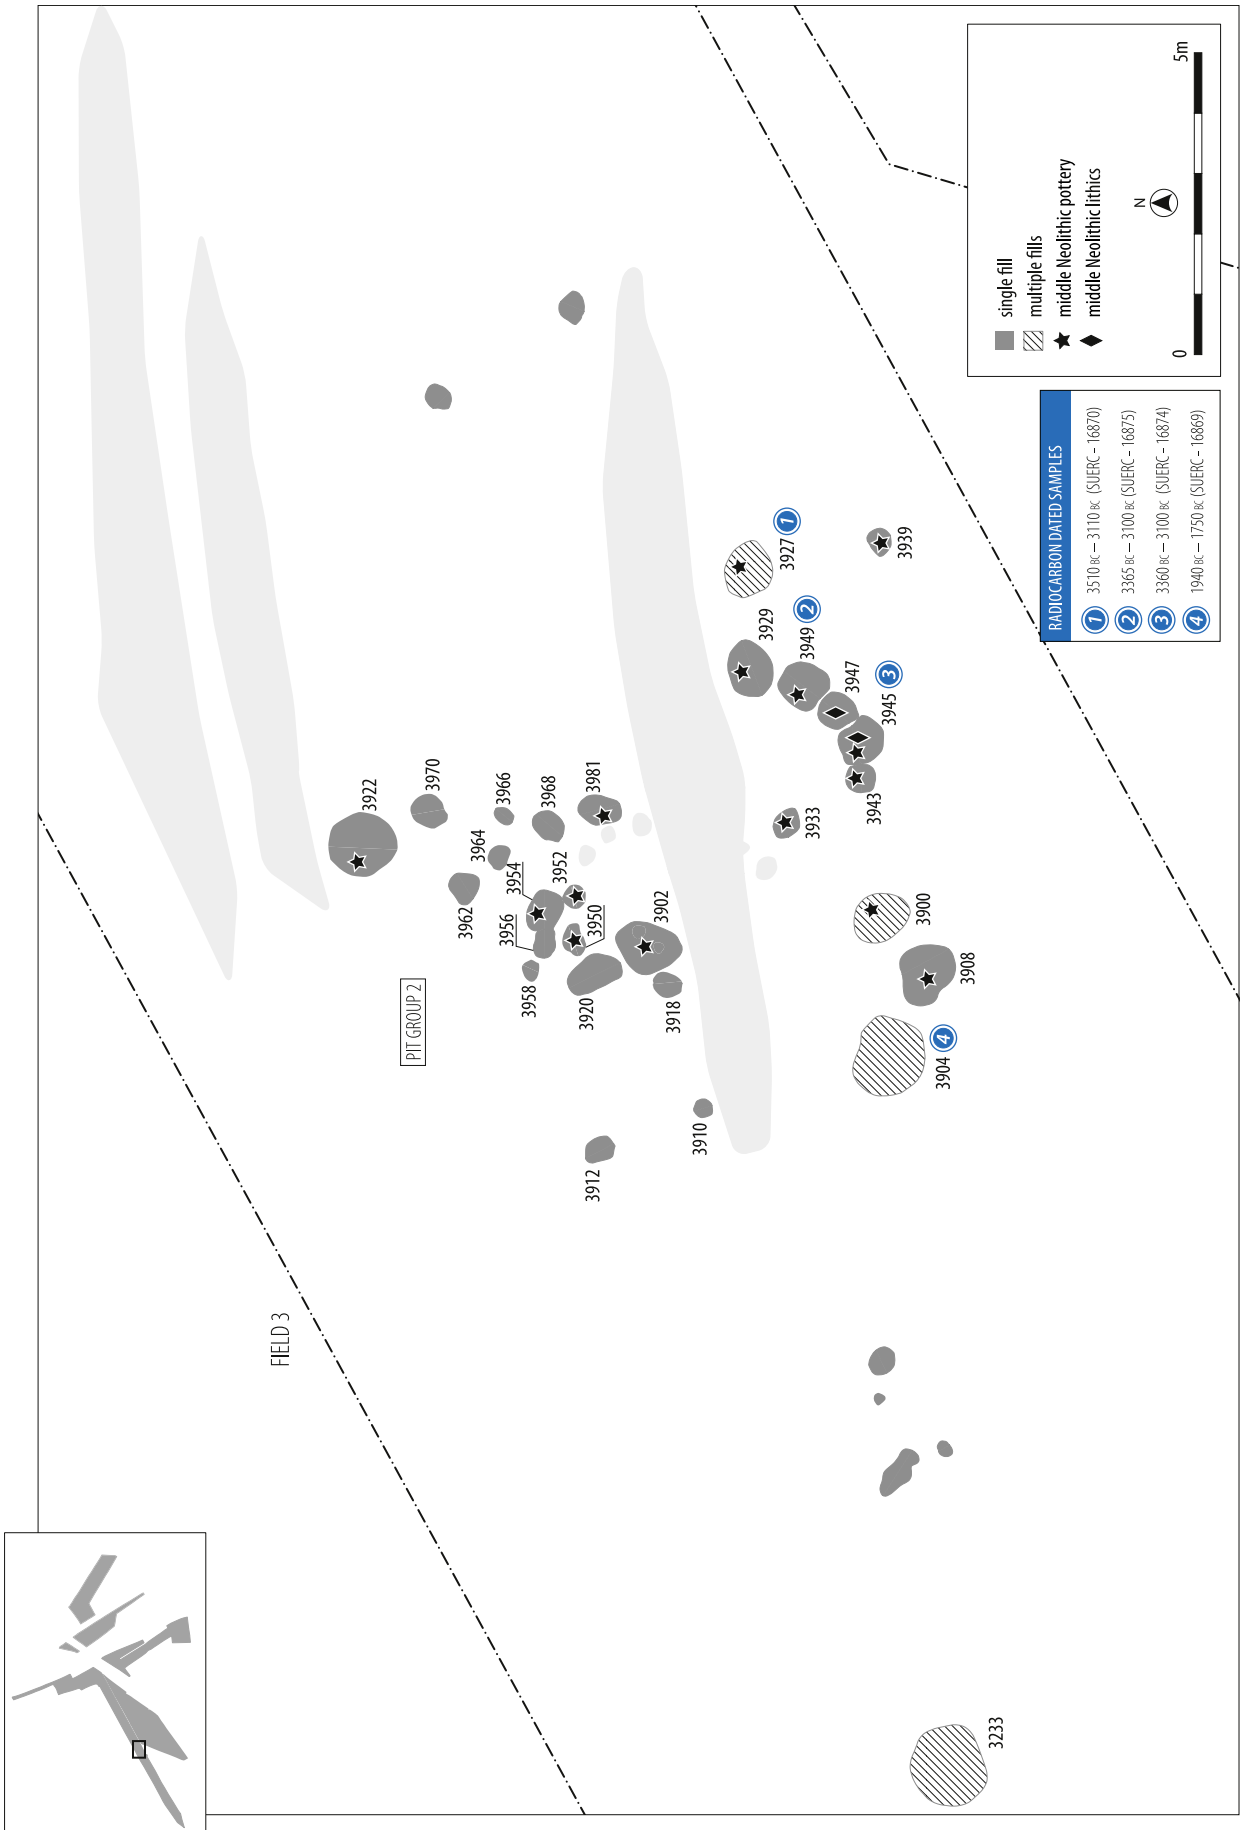 FIELD 3
PIT GROUP 2
3922
3970
3962
3964
3966
3968
3981
3958
3956
3954
3952
3950
3920
3918
3902
3912
3910
3933
3943
3945
3
3947
3949
2
3929
3927
1
3939
3900
3908
3904
4
3233
RADIOCARBON DATED SAMPLES
1 3510 BC – 3110 BC (SUERC - 16870)
2 3365 BC – 3100 BC (SUERC - 16875)
3 3360 BC – 3100 BC (SUERC - 16874)
4 1940 BC – 1750 BC (SUERC - 16869)
single fill
multiple fills
middle Neolithic pottery
middle Neolithic lithics
N
0 5m